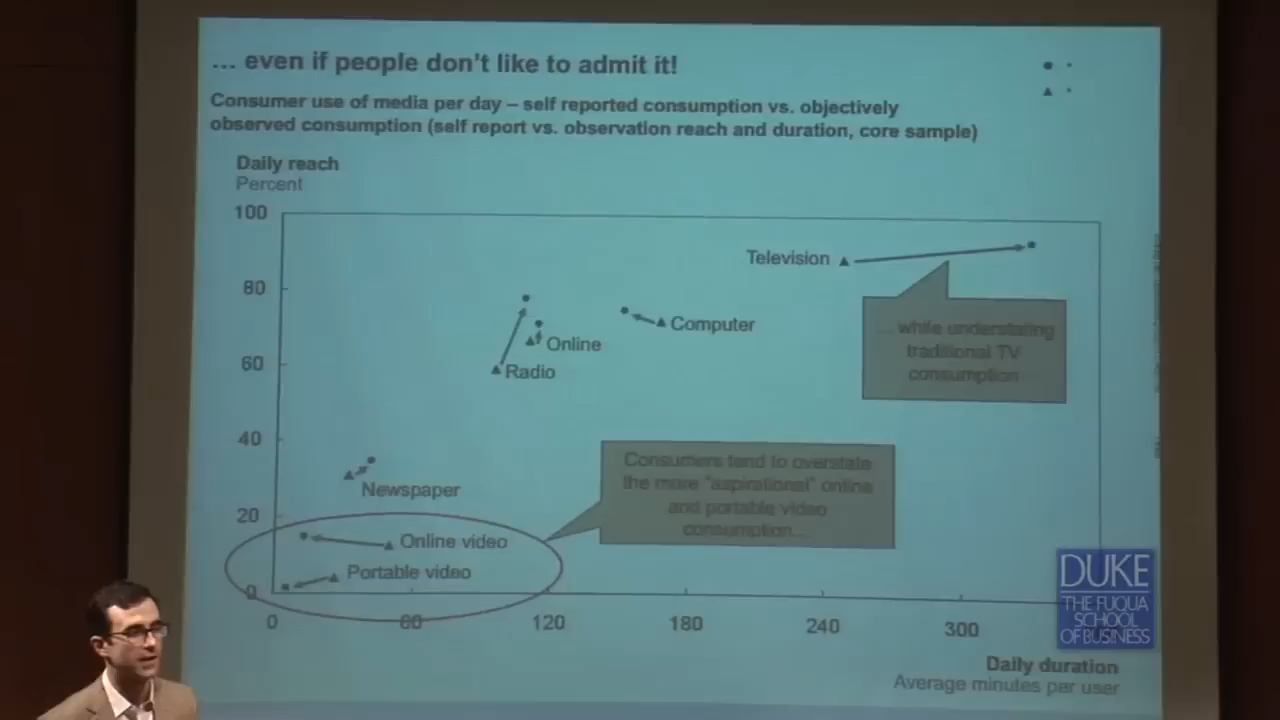 ... even if people don't like to admit it!
Consumer use of media per day – self reported consumption vs. objectively
observed consumption (self report vs. observation reach and duration, core sample)
Daily reach
Percent
100
80
60
40
20
0
Television
Computer
Online
Radio
Newspaper
Online video
Portable video
... while understating
traditional TV
consumption
Consumers tend to overstate
the more "aspirational" online
and portable video
consumption...
0
60
120
180
240
300
Daily duration
Average minutes per user
DUKE
THE FUQUA
SCHOOL
OF BUSINESS